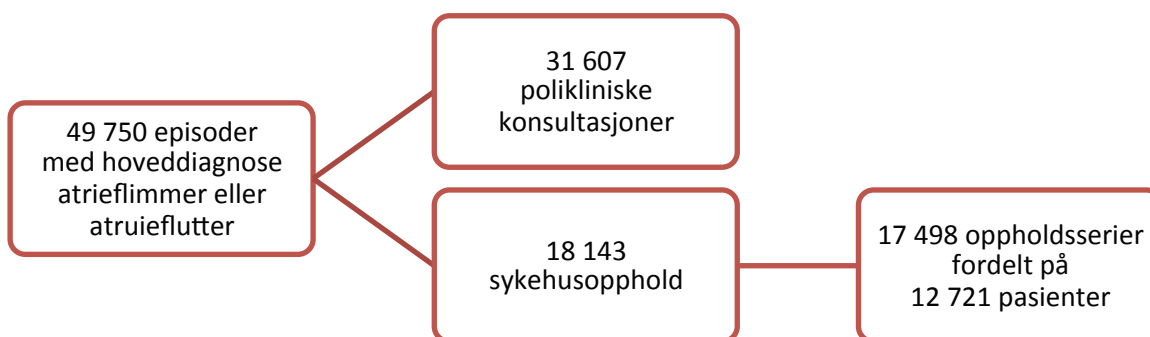 49 750 episoder
med hoveddiagnose
atrieflimmer eller
atruieflutter
31 607
polikliniske
konsultasjoner
18 143
sykehusopphold
17 498 oppholdsserier
fordelt på
12 721 pasienter